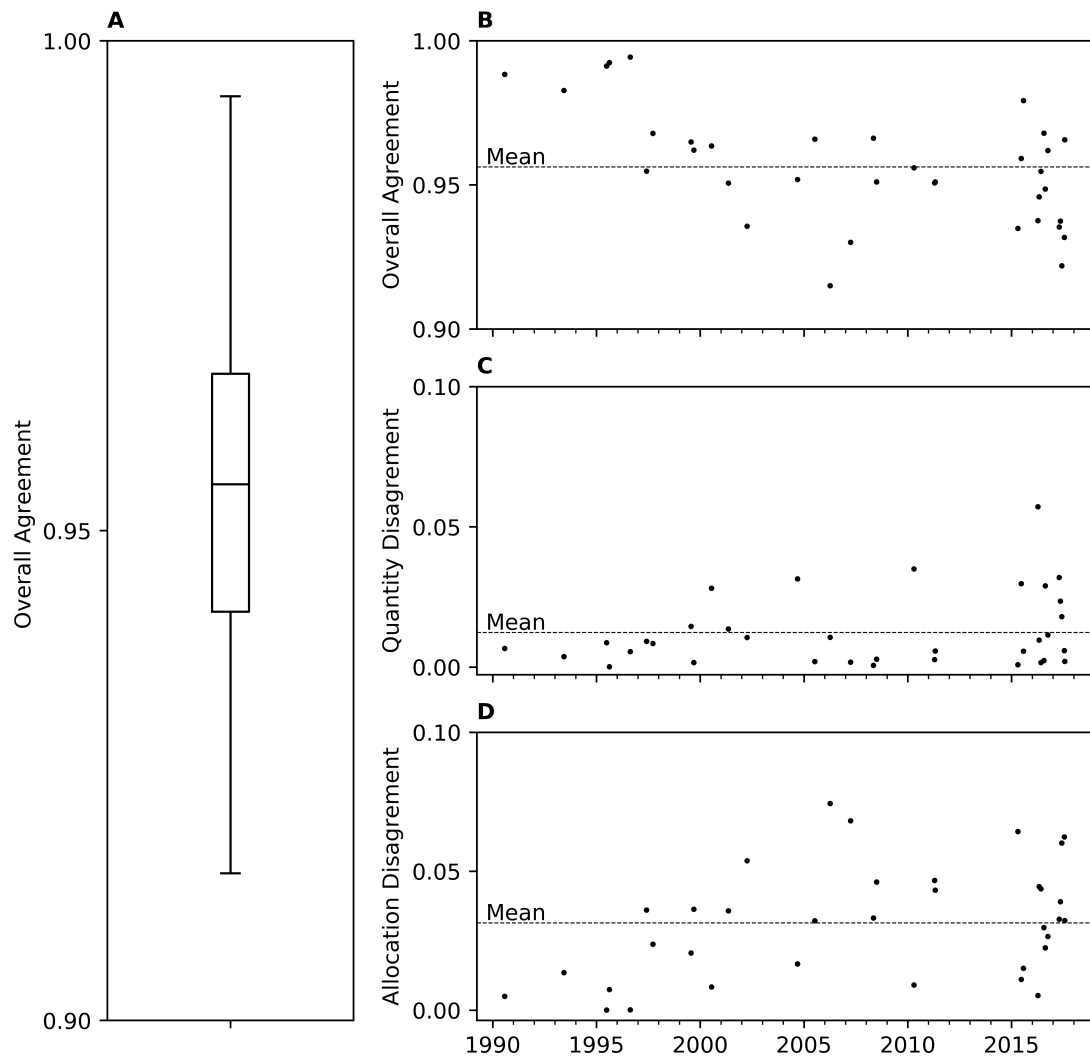 A
1.00
0.95
0.90
Overall Agreement
B
1.00
0.95
0.90
Overall Agreement
Mean
C
0.10
0.05
0.00
Quantity Disagrement
Mean
D
0.10
0.05
0.00
Allocation Disagrement
Mean
1990 1995 2000 2005 2010 2015